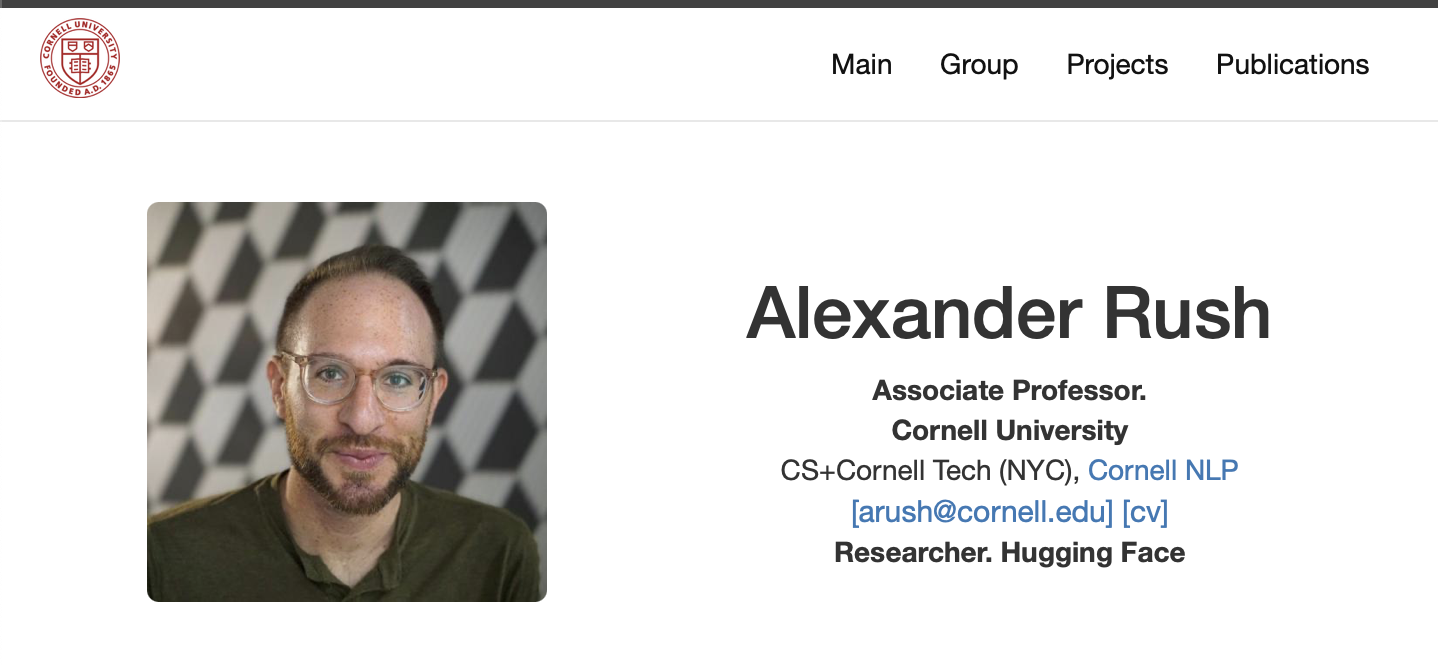 CORNELL UNIVERSITY
FOUNDED A.D. 1865
Main Group Projects Publications
Alexander Rush
Associate Professor.
Cornell University
CS+Cornell Tech (NYC), Cornell NLP
[arush@cornell.edu] [cv]
Researcher. Hugging Face